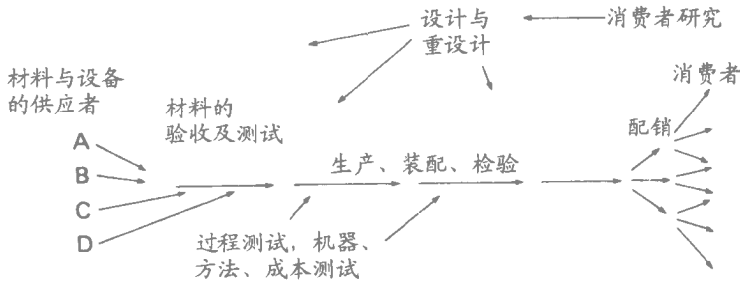 设计与
重设计
消费者研究
材料与设备
的供应者
材料的
验收及测试
消费者
配销
A
B
C
D
生产、装配、检验
过程测试，机器、
方法、成本测试